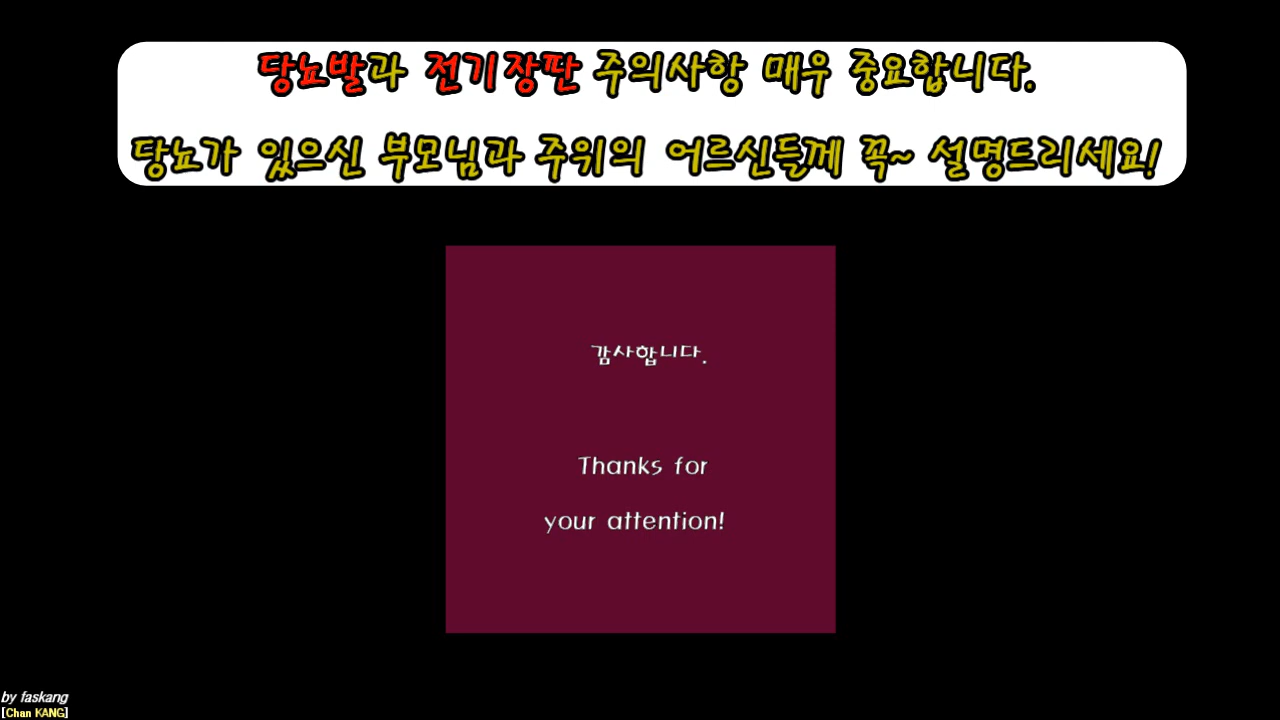 당뇨발과 전기장판 주의사항 매우 중요합니다.
당뇨가 있으신 부모님과 주위의 어르신들께 꼭~ 설명드리세요!
감사합니다.
Thanks for
your attention!
by faskang
[Chan KANG]